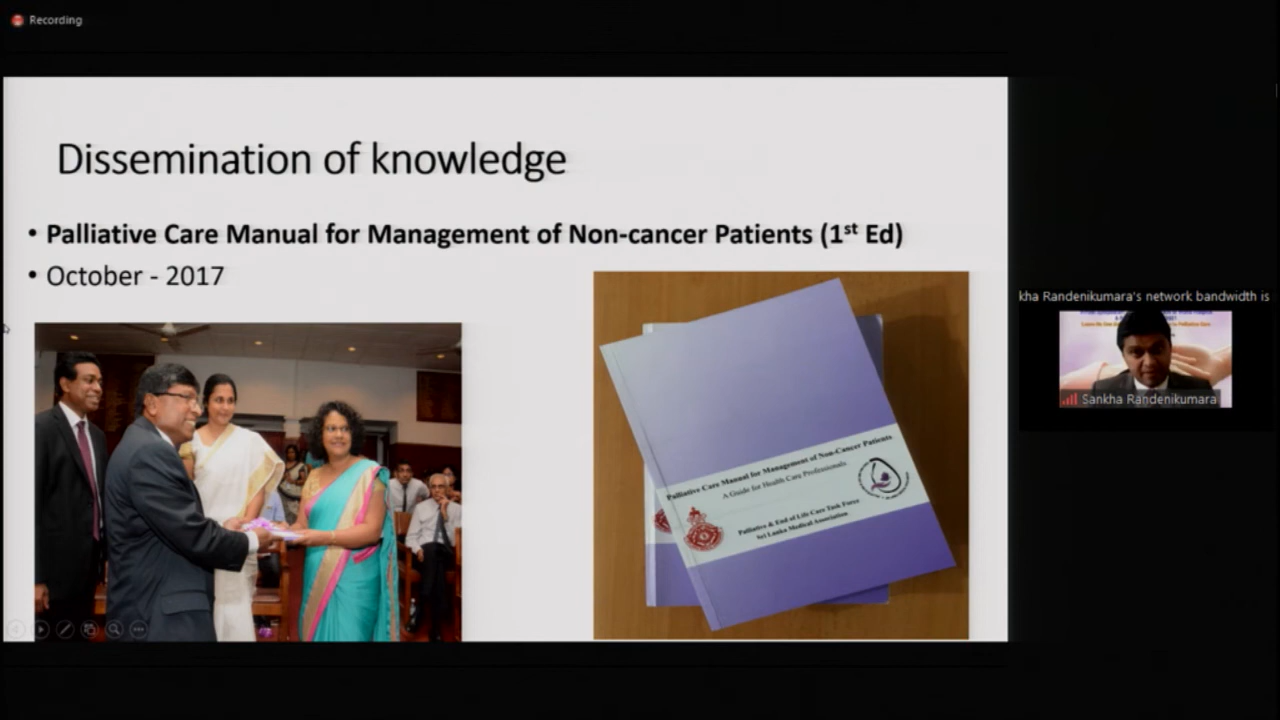 Recording
Dissemination of knowledge
• Palliative Care Manual for Management of Non-cancer Patients (1st Ed)
• October - 2017
Palliative Care Manual for Management of Non-Cancer Patients
A Guide for Health Care Professionals
Palliative & End of Life Care Task Force
Sri Lanka Medical Association
kha Randenikumara's network bandwidth is
Sankha Randenikumara